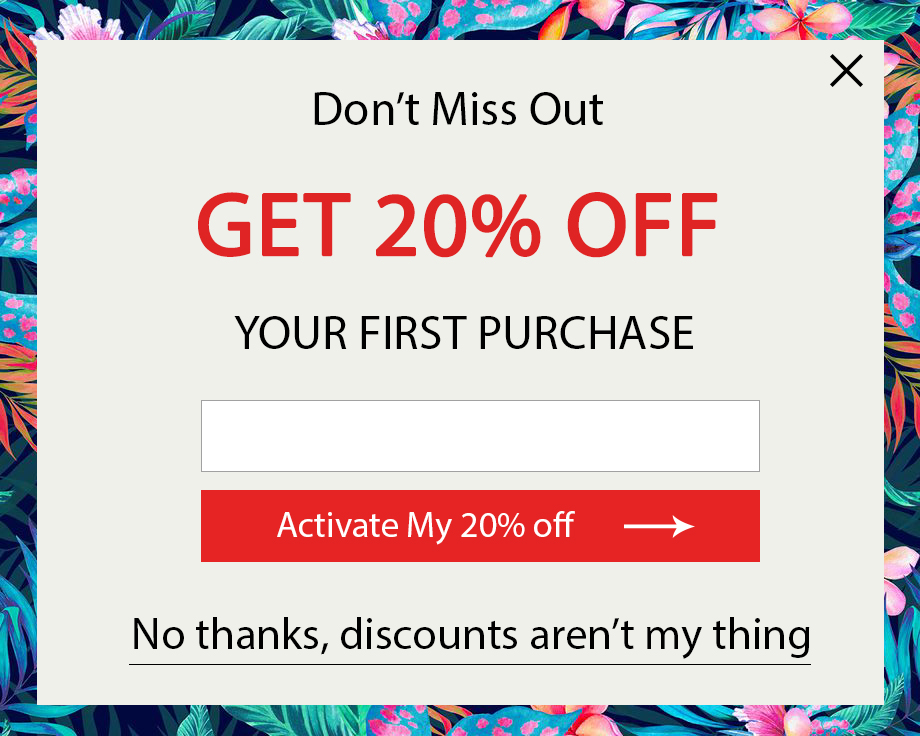 Don’t Miss Out
GET 20% OFF
YOUR FIRST PURCHASE
Activate My 20% off
No thanks, discounts aren’t my thing